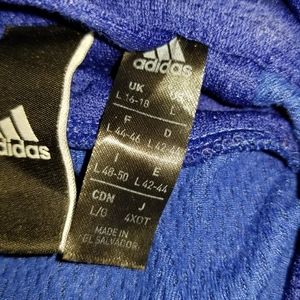 adidas
adidas
UK
L 16-18 L
F D
L 44-46 L 42-44
I E
L 48-50 L 42-44
CDN J
L/G 4XOT
MADE IN
EL SALVADOR